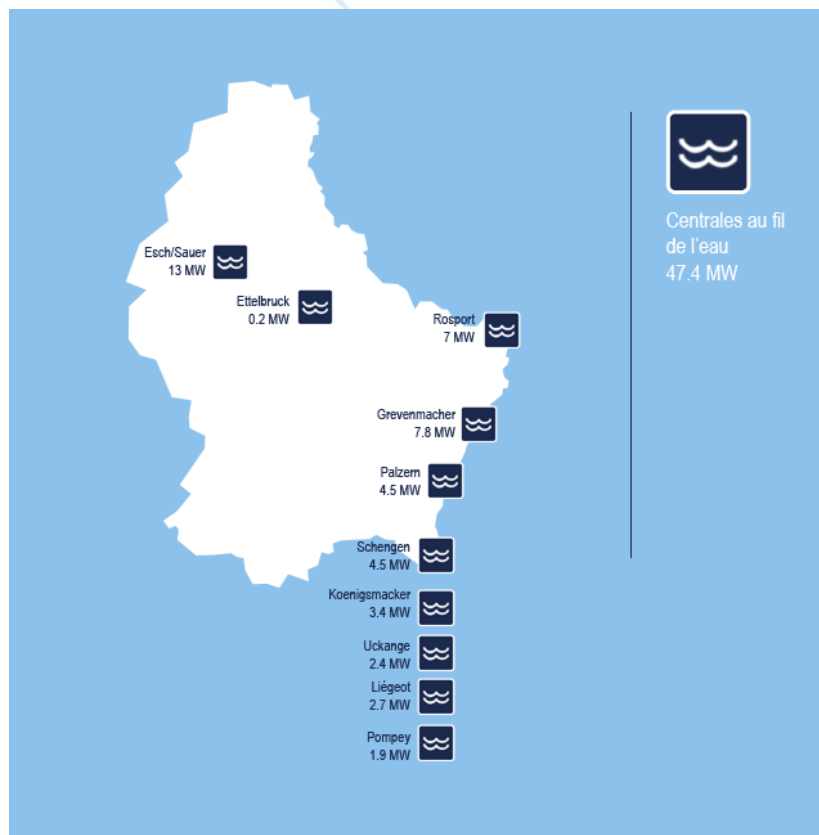 Centrales au fil
de l'eau
47.4 MW
Esch/Sauer
13 MW
Ettelbruck
0.2 MW
Rosport
7 MW
Grevenmacher
7.8 MW
Palzem
4.5 MW
Schengen
4.5 MW
Koenigsmacker
3.4 MW
Uckange
2.4 MW
Liégeot
2.7 MW
Pompey
1.9 MW